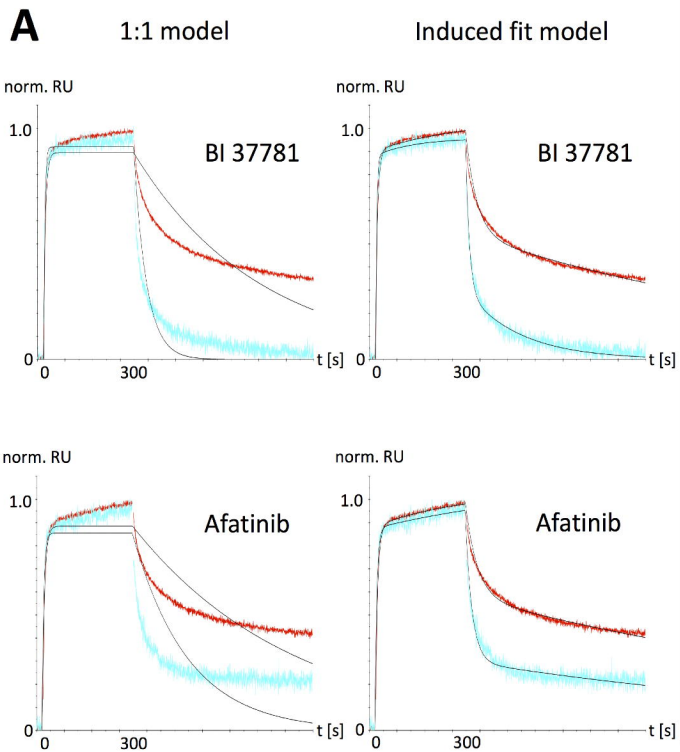 A
1:1 model
Induced fit model
norm. RU
norm. RU
1.0
1.0
BI 37781
BI 37781
0
t [s]
0
t [s]
0
300
0
300
norm. RU
norm. RU
1.0
1.0
Afatinib
Afatinib
0
t [s]
0
t [s]
0
300
0
300